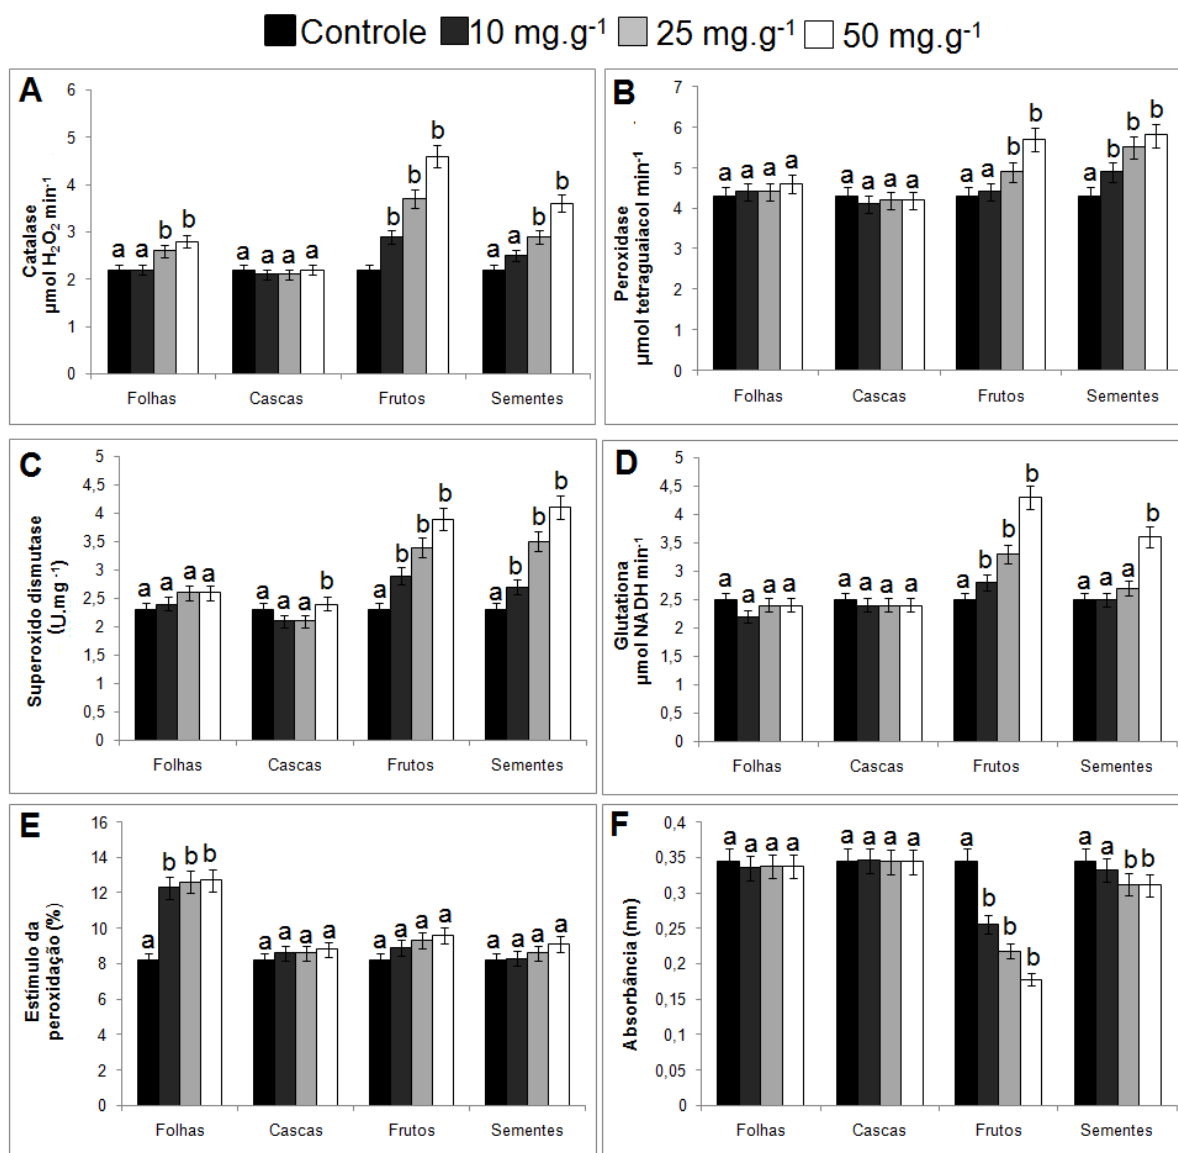 Controle 10 mg.g-1 25 mg.g-1 50 mg.g-1
A
Catalase
µmol H2O2 min-1
6
5
4
3
2
1
0
a a b b
a a a a
b b b
a a b b
Folhas Cascas Frutos Sementes
B
Peroxidase
µmol tetraguaiacol min-1
7
6
5
4
3
2
1
0
a a a a
a a a a
a a b b
a b b b
Folhas Cascas Frutos Sementes
C
Superoxido dismutase
(U.mg-1)
5
4,5
4
3,5
3
2,5
2
1,5
1
0,5
0
a a a a
a a a b
a b b b
a b b b
Folhas Cascas Frutos Sementes
D
Glutationa
µmol NADH min-1
5
4,5
4
3,5
3
2,5
2
1,5
1
0,5
0
a a a a
a a a a
a b b b
a a a b
Folhas Cascas Frutos Sementes
E
Estímulo da
peroxidação (%)
16
14
12
10
8
6
4
2
0
a b b b
a a a a
a a a a
a a a a
Folhas Cascas Frutos Sementes
F
Absorbância (nm)
0,4
0,35
0,3
0,25
0,2
0,15
0,1
0,05
0
a a a a
a a a a
a b b b
a a b b
Folhas Cascas Frutos Sementes